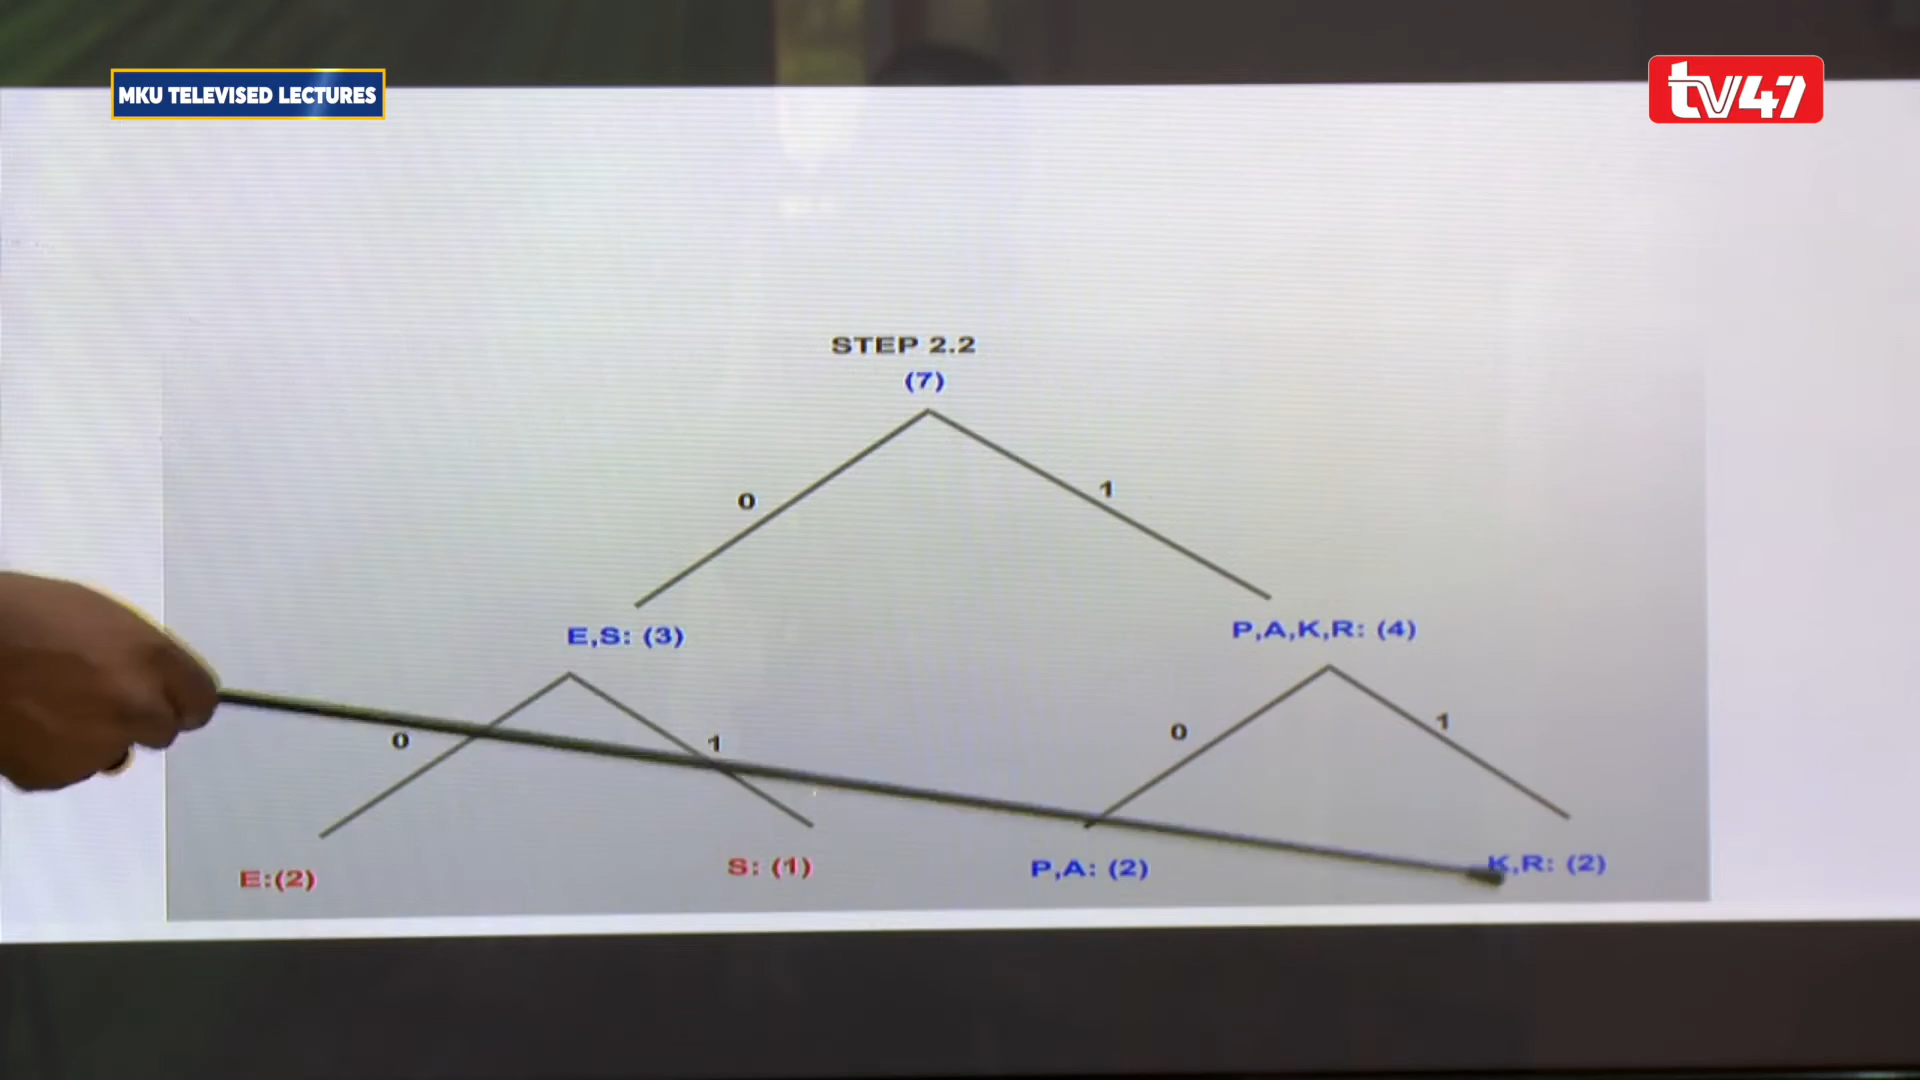 MKU TELEVISED LECTURES
tv47
STEP 2.2
(7)
0
1
E,S: (3)
P,A,K,R: (4)
0
1
0
1
E:(2)
S: (1)
P,A: (2)
K,R: (2)